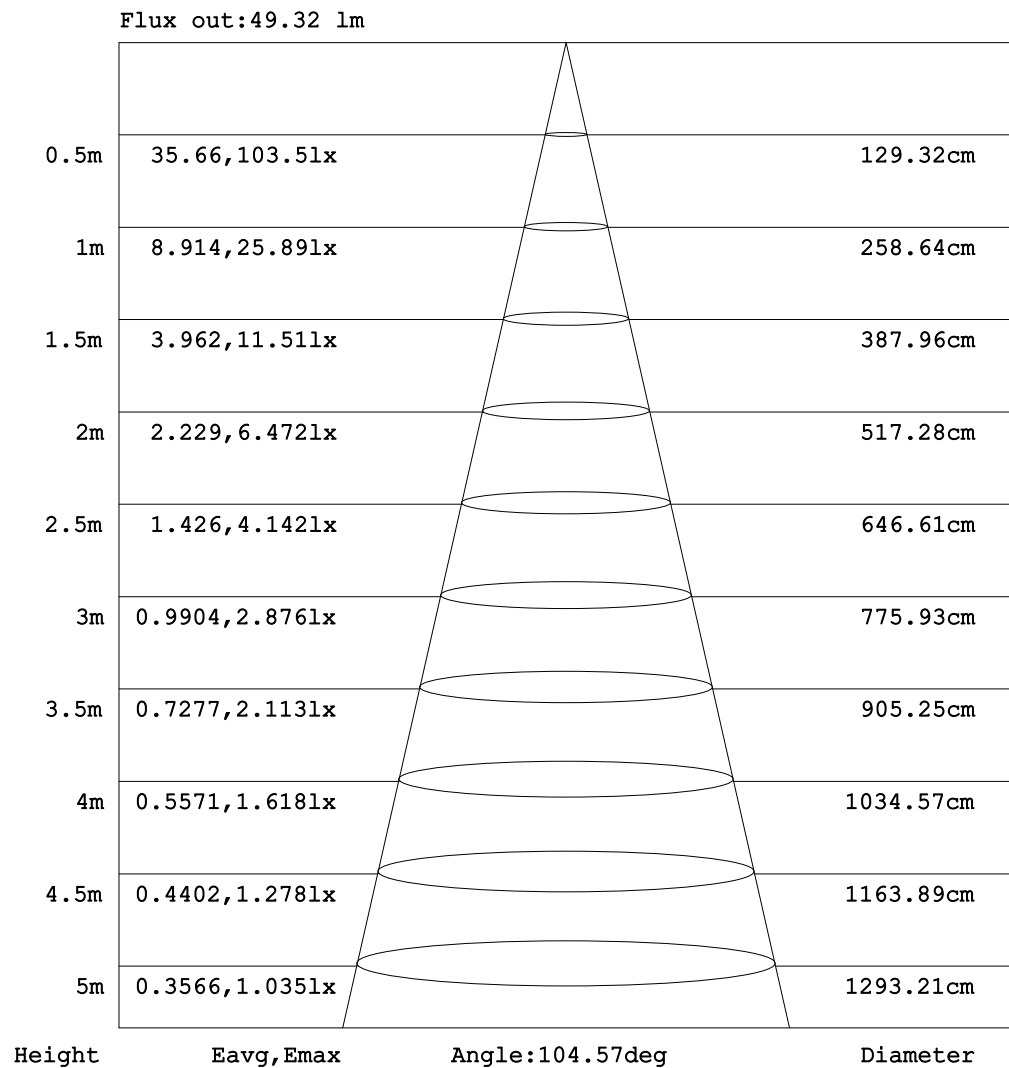 Flux out:49.32 lm
0.5m 35.66,103.5lx 129.32cm
1m 8.914,25.89lx 258.64cm
1.5m 3.962,11.51lx 387.96cm
2m 2.229,6.472lx 517.28cm
2.5m 1.426,4.142lx 646.61cm
3m 0.9904,2.876lx 775.93cm
3.5m 0.7277,2.113lx 905.25cm
4m 0.5571,1.618lx 1034.57cm
4.5m 0.4402,1.278lx 1163.89cm
5m 0.3566,1.035lx 1293.21cm
Height Eavg,Emax Angle:104.57deg Diameter